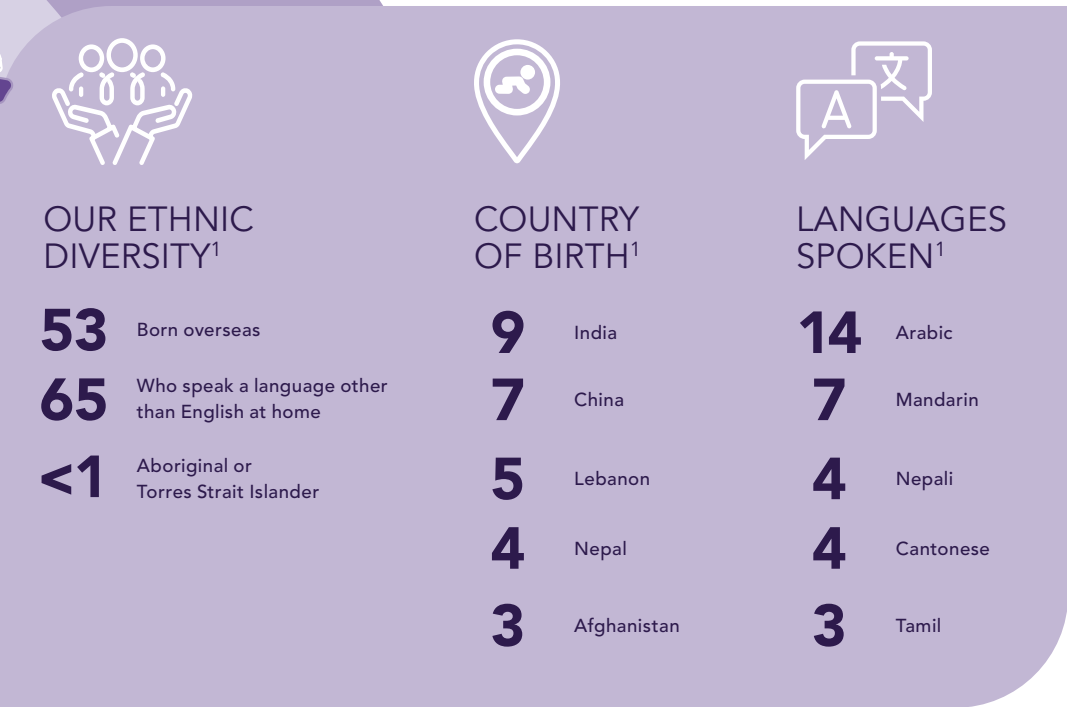 文
A
OUR ETHNIC
DIVERSITY¹
53 Born overseas
65 Who speak a language other
than English at home
<1 Aboriginal or
Torres Strait Islander
COUNTRY
OF BIRTH¹
9 India
7 China
5 Lebanon
4 Nepal
3 Afghanistan
LANGUAGES
SPOKEN¹
14 Arabic
7 Mandarin
4 Nepali
4 Cantonese
3 Tamil